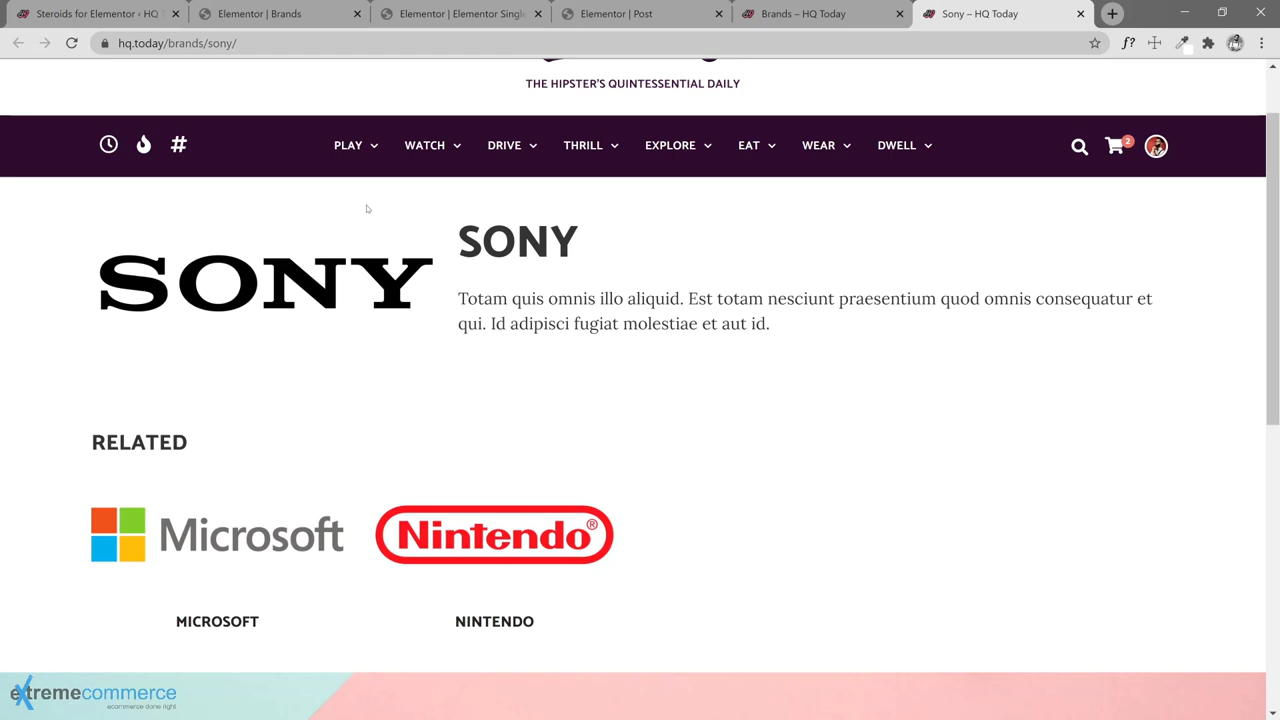 Steroids for Elementor ‹ HQ T
Elementor | Brands
Elementor | Elementor Single
Elementor | Post
Brands – HQ Today
Sony – HQ Today
hq.today/brands/sony/
f?
THE HIPSTER'S QUINTESSENTIAL DAILY
#
PLAY
WATCH
DRIVE
THRILL
EXPLORE
EAT
WEAR
DWELL
2
SONY
SONY
Totam quis omnis illo aliquid. Est totam nesciunt praesentium quod omnis consequatur et
qui. Id adipisci fugiat molestiae et aut id.
RELATED
Microsoft
Nintendo®
MICROSOFT
NINTENDO
extremecommerce
ecommerce done right